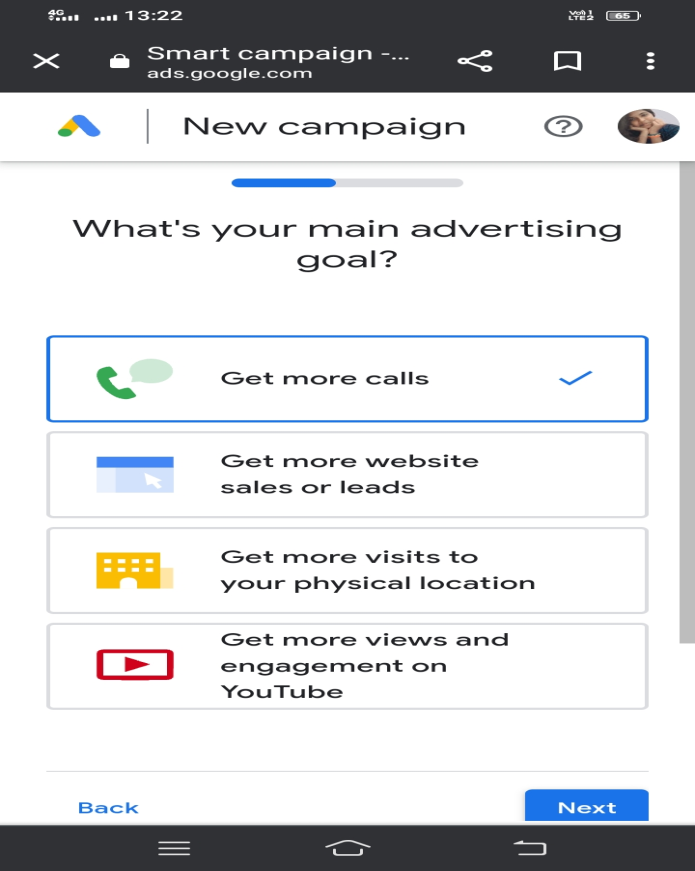 4G 13:22 VoI) 1 LTE2 65
Smart campaign -...
ads.google.com
New campaign
What's your main advertising
goal?
Get more calls
Get more website
sales or leads
Get more visits to
your physical location
Get more views and
engagement on
YouTube
Back Next